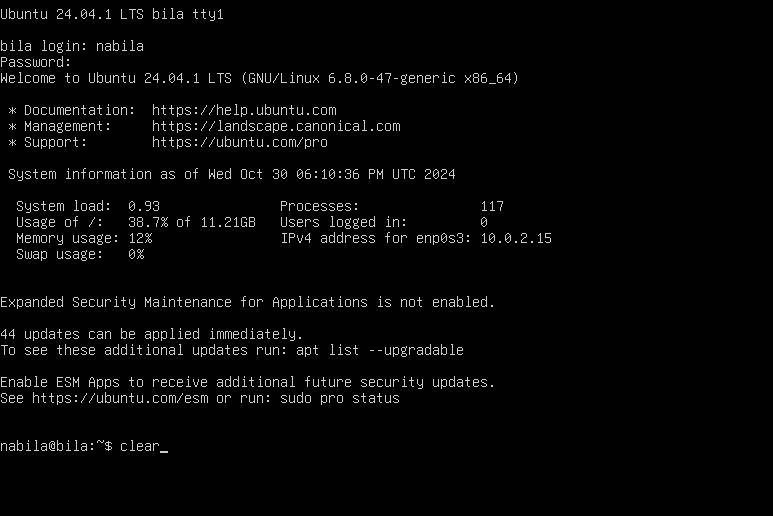 Ubuntu 24.04.1 LTS bila tty1
bila login: nabila
Password:
Welcome to Ubuntu 24.04.1 LTS (GNU/Linux 6.8.0-47-generic x86_64)
* Documentation:  https://help.ubuntu.com
* Management:     https://landscape.canonical.com
* Support:        https://ubuntu.com/pro
System information as of Wed Oct 30 06:10:36 PM UTC 2024
System load:  0.93                Processes:               117
Usage of /:   38.7% of 11.21GB   Users logged in:         0
Memory usage: 12%                IPv4 address for enp0s3: 10.0.2.15
Swap usage:   0%
Expanded Security Maintenance for Applications is not enabled.
44 updates can be applied immediately.
To see these additional updates run: apt list --upgradable
Enable ESM Apps to receive additional future security updates.
See https://ubuntu.com/esm or run: sudo pro status
nabila@bila:~$ clear_